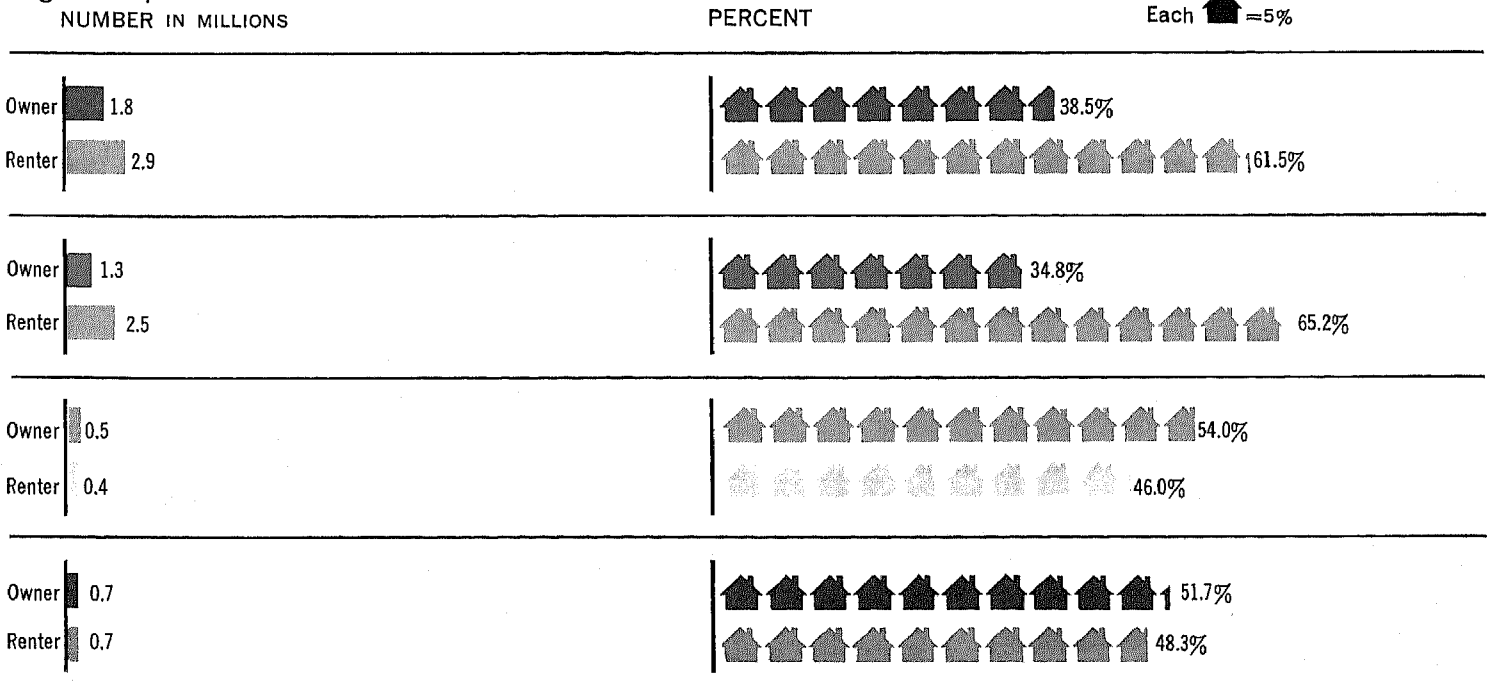 NUMBER IN MILLIONS PERCENT Each =5%
Owner 1.8 38.5%
Renter 2.9 61.5%
Owner 1.3 34.8%
Renter 2.5 65.2%
Owner 0.5 54.0%
Renter 0.4 46.0%
Owner 0.7 51.7%
Renter 0.7 48.3%